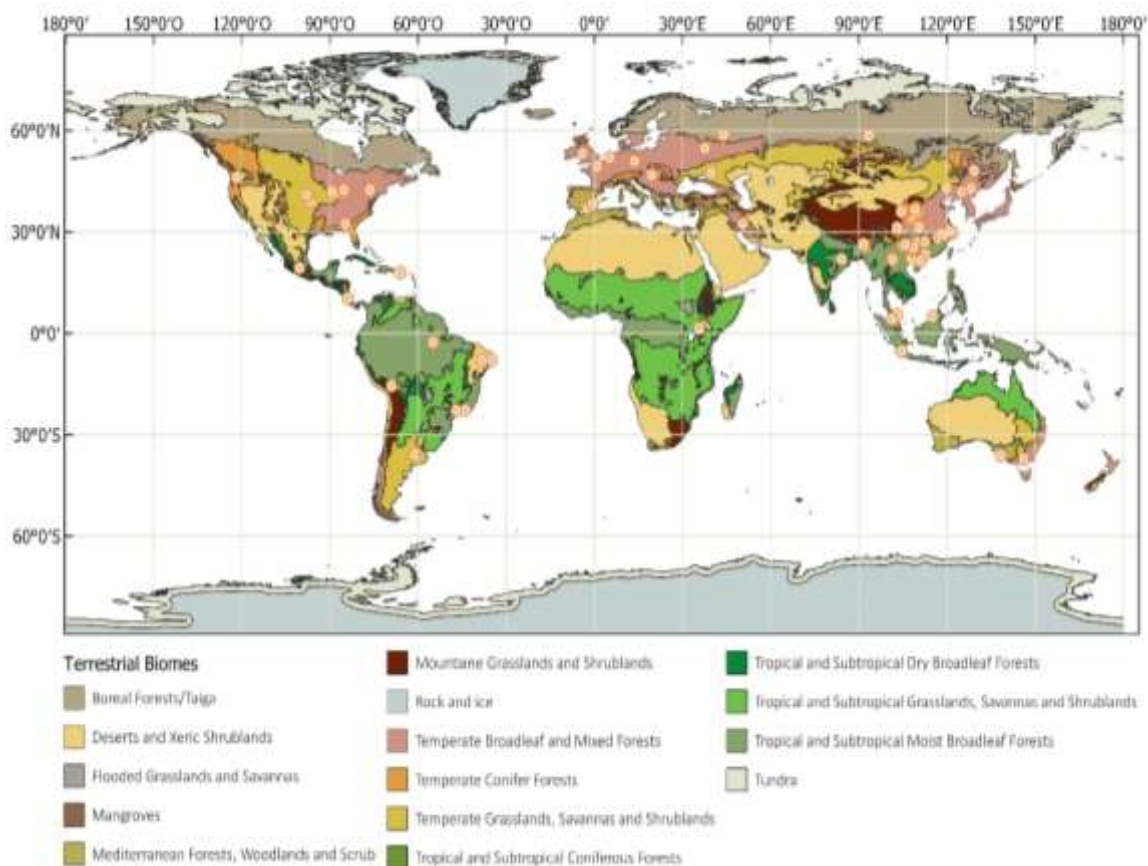 180°0' 150°0'W 120°0'W 90°0'W 60°0'W 30°0'W 0°0' 30°0'E 60°0'E 90°0'E 120°0'E 150°0'E 180°0'
60°0'N
30°0'N
0°0'
30°0'S
60°0'S
Terrestrial Biomes
Boreal Forests/Taiga
Deserts and Xeric Shrublands
Flooded Grasslands and Savannas
Mangroves
Mediterranean Forests, Woodlands and Scrub
Mountane Grasslands and Shrublands
Rock and ice
Temperate Broadleaf and Mixed Forests
Temperate Conifer Forests
Temperate Grasslands, Savannas and Shrublands
Tropical and Subtropical Coniferous Forests
Tropical and Subtropical Dry Broadleaf Forests
Tropical and Subtropical Grasslands, Savannas and Shrublands
Tropical and Subtropical Moist Broadleaf Forests
Tundra